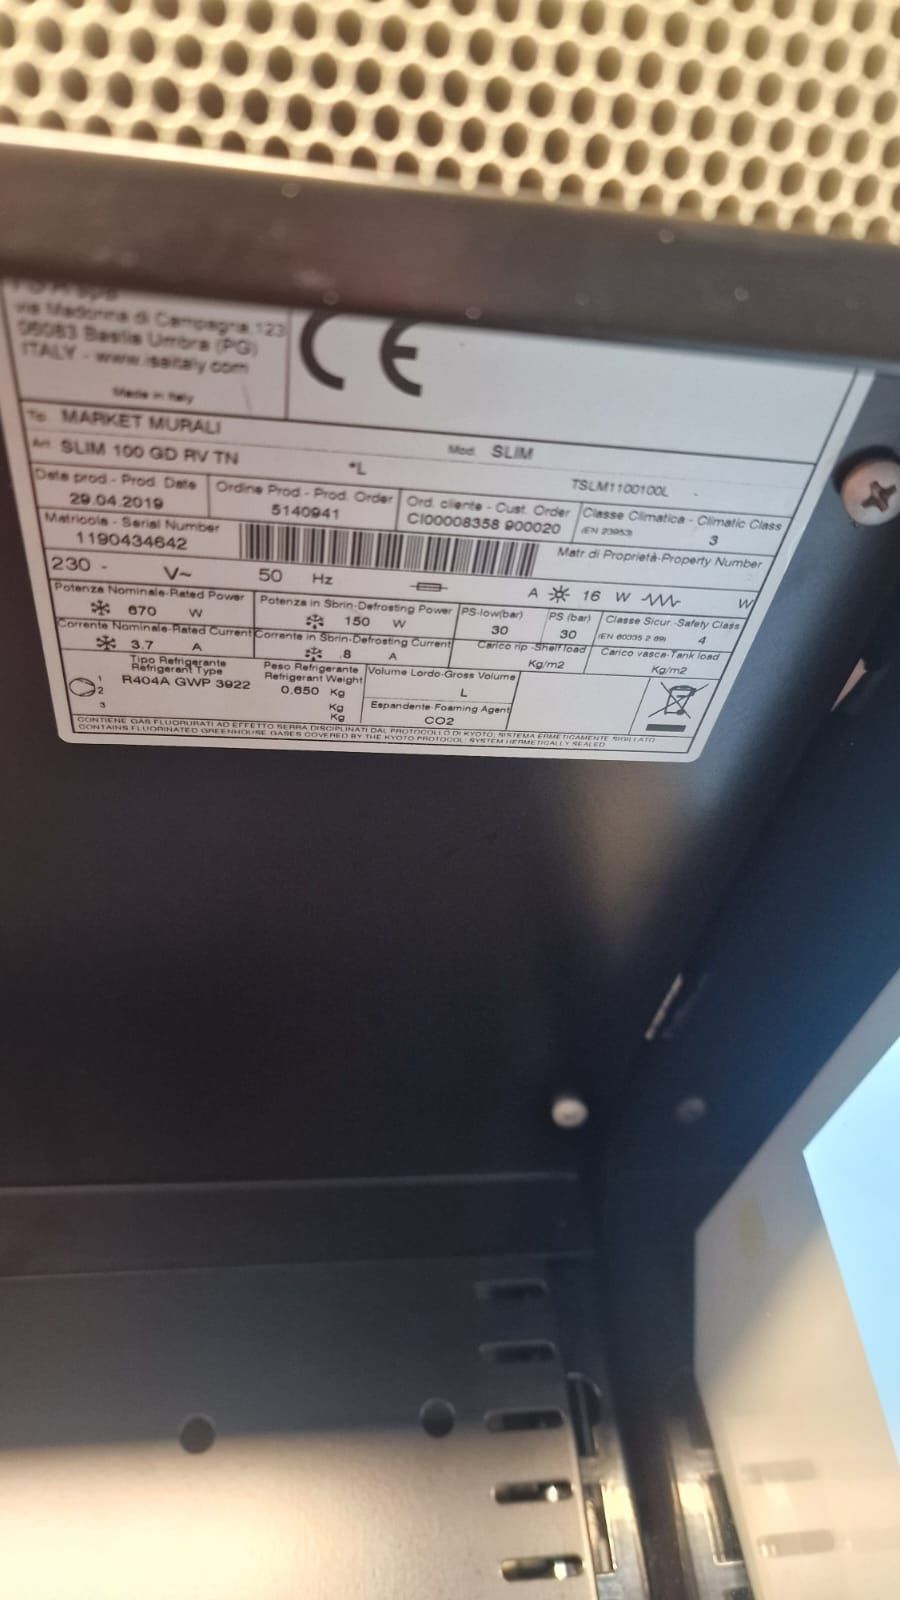 via Madonna di Campagna, 123
06083 Bastia Umbra (PG)
ITALY - www.isaitaly.com
Made in Italy
CE
Tip. MARKET MURALI
Mod. SLIM
Art. SLIM 100 GD RV TN *L TSLM1100100L
Data prod - Prod. Date
29.04.2019
Ordine Prod - Prod. Order
5140941
Ord. cliente - Cust. Order
CI00008358 900020
Classe Climatica - Climatic Class
(EN 23953) 3
Matricola - Serial Number
1190434642
Matr. di Proprietà-Property Number
230 - V~ 50 Hz A 16 W W
Potenza Nominale-Rated Power
670 W
Potenza in Sbrin-Defrosting Power
150 W
PS-low(bar)
30
PS (bar)
30
Classe Sicur.-Safety Class
(EN 60335 2 89) 4
Corrente Nominale-Rated Current
3.7 A
Corrente in Sbrin-Defrosting Current
.8 A
Carico rip -Shelf load
Kg/m2
Carico vasca-Tank load
Kg/m2
Tipo Refrigerante
Refrigerant Type
1 R404A GWP 3922
2
3
Peso Refrigerante
Refrigerant Weight
0.650 Kg
Kg
Kg
Volume Lordo-Gross Volume
L
Espandente-Foaming Agent
CO2
CONTIENE GAS FLUORURATI AD EFFETTO SERRA DISCIPLINATI DAL PROTOCOLLO DI KYOTO; SISTEMA ERMETICAMENTE SIGILLATO
CONTAINS FLUORINATED GREENHOUSE GASES COVERED BY THE KYOTO PROTOCOL; SYSTEM HERMETICALLY SEALED